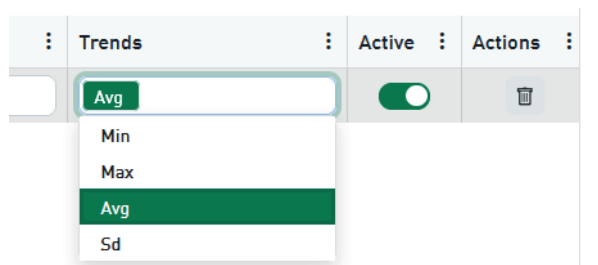 Trends Active Actions
Avg
Min
Max
Avg
Sd